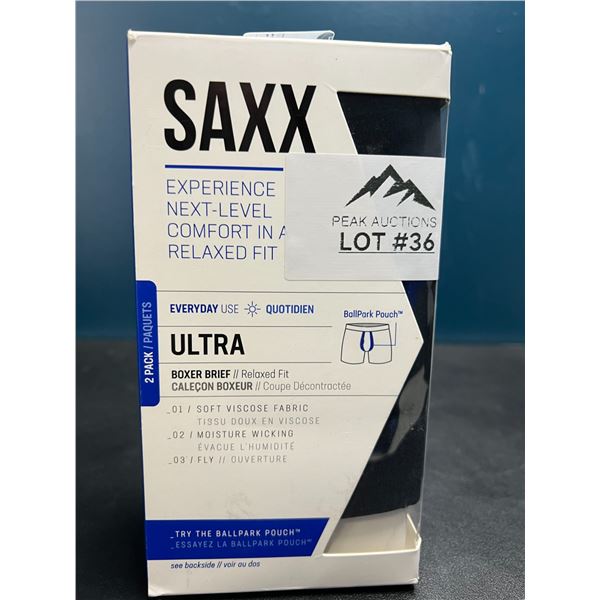 SAXX
EXPERIENCE
NEXT-LEVEL
COMFORT IN A
RELAXED FIT
PEAK AUCTIONS
LOT #36
2 PACK / PAQUETS
EVERYDAY USE QUOTIDIEN
BallPark Pouch™
ULTRA
BOXER BRIEF // Relaxed Fit
CALEÇON BOXEUR // Coupe Décontractée
_01 / SOFT VISCOSE FABRIC
TISSU DOUX EN VISCOSE
_02 / MOISTURE WICKING
ÉVACUE L'HUMIDITÉ
_03 / FLY // OUVERTURE
_TRY THE BALLPARK POUCH™
_ESSAYEZ LA BALLPARK POUCHMC
see backside // voir au dos